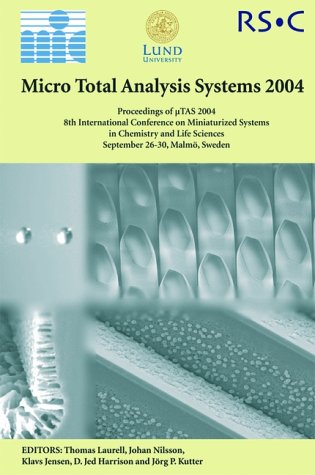 mic
RS•C
LUND
UNIVERSITY
Micro Total Analysis Systems 2004
Proceedings of µTAS 2004
8th International Conference on Miniaturized Systems
in Chemistry and Life Sciences
September 26-30, Malmö, Sweden
EDITORS: Thomas Laurell, Johan Nilsson,
Klavs Jensen, D. Jed Harrison and Jörg P. Kutter